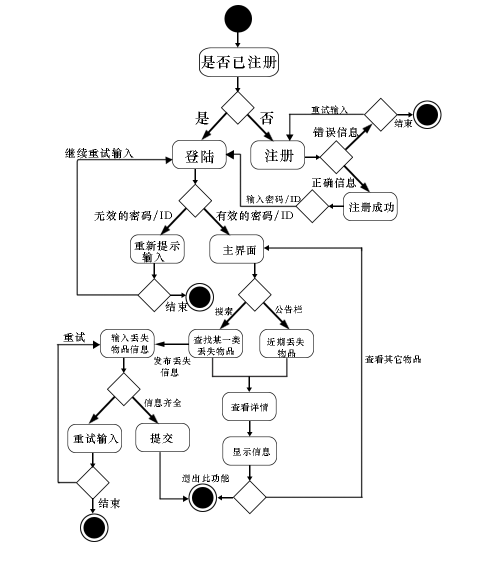 是否已注册
是
否
重试输入
结束
错误信息
继续重试输入
登陆
注册
正确信息
输入密码/ID
注册成功
无效的密码/ID
有效的密码/ID
重新提示
输入
主界面
结束
搜索
公告栏
重试
输入丢失
物品信息
发布丢失
信息
查找某一类
丢失物品
近期丢失
物品
查看其它物品
信息齐全
查看详情
重试输入
提交
显示信息
退出此功能
结束